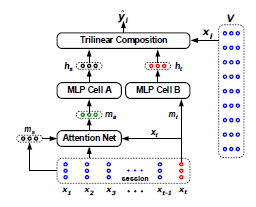 ŷ_i V
Trilinear Composition x_i
h_s h_t
MLP Cell A MLP Cell B
m_s m_a x_t m_t
Attention Net
session
x_1 x_2 x_3 ... x_{t-1} x_t